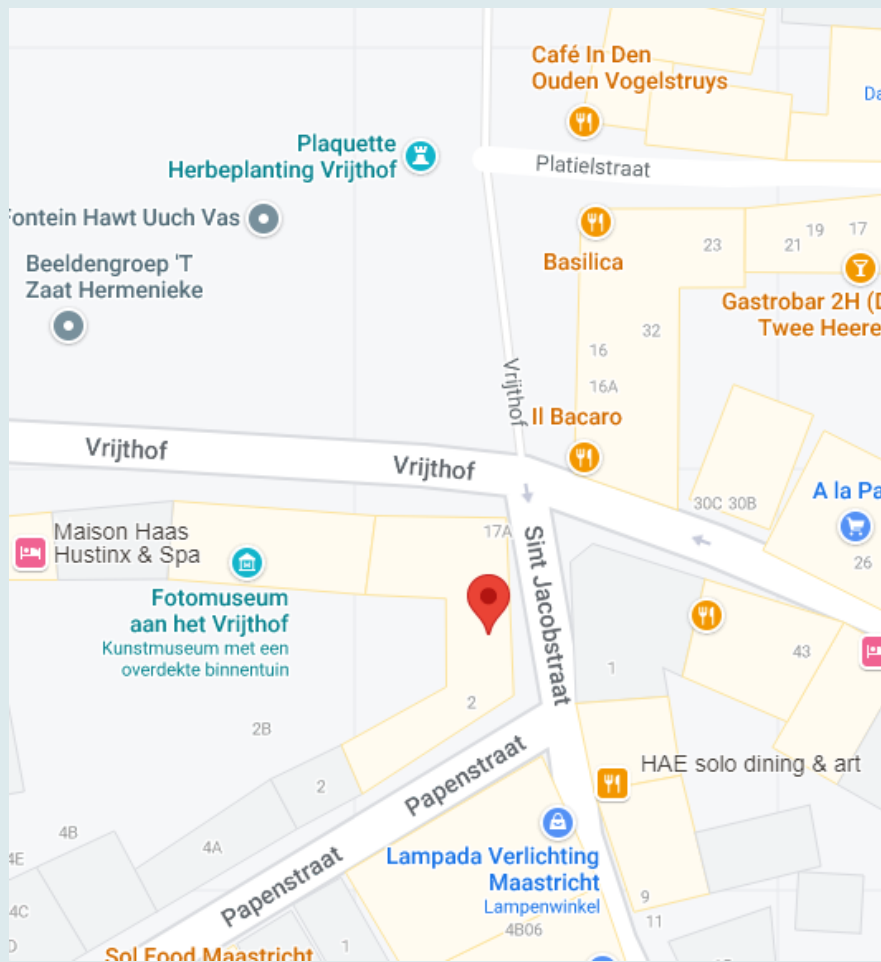 Café In Den
Ouden Vogelstruys
Da
Plaquette
Herbeplanting Vrijthof
Platielstraat
Fontein Hawt Uuch Vas
Basilica
23
21
19
17
Beeldengroep 'T
Zaat Hermenieke
Gastrobar 2H (D
Twee Heere
32
16
16A
Vrijthof
Il Bacaro
Vrijthof
Vrijthof
30C 30B
A la Pa
26
Maison Haas
Hustinx & Spa
17A
Sint Jacobstraat
Fotomuseum
aan het Vrijthof
Kunstmuseum met een
overdekte binnentuin
1
43
2
2B
Papenstraat
HAE solo dining & art
2
4B
4A
4E
Lampada Verlichting
Maastricht
Lampenwinkel
Papenstraat
9
4C
11
4B06
1
D
Sol Food Maastricht